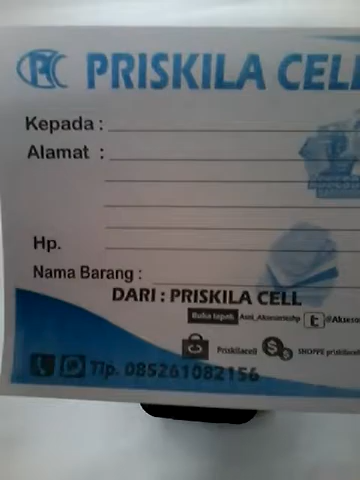 PRISKILA CELL
Kepada :
Alamat :
Hp.
Nama Barang :
DARI : PRISKILA CELL
Buka lapak
Priskilacell SHOPEE
Tlp. 085261082156